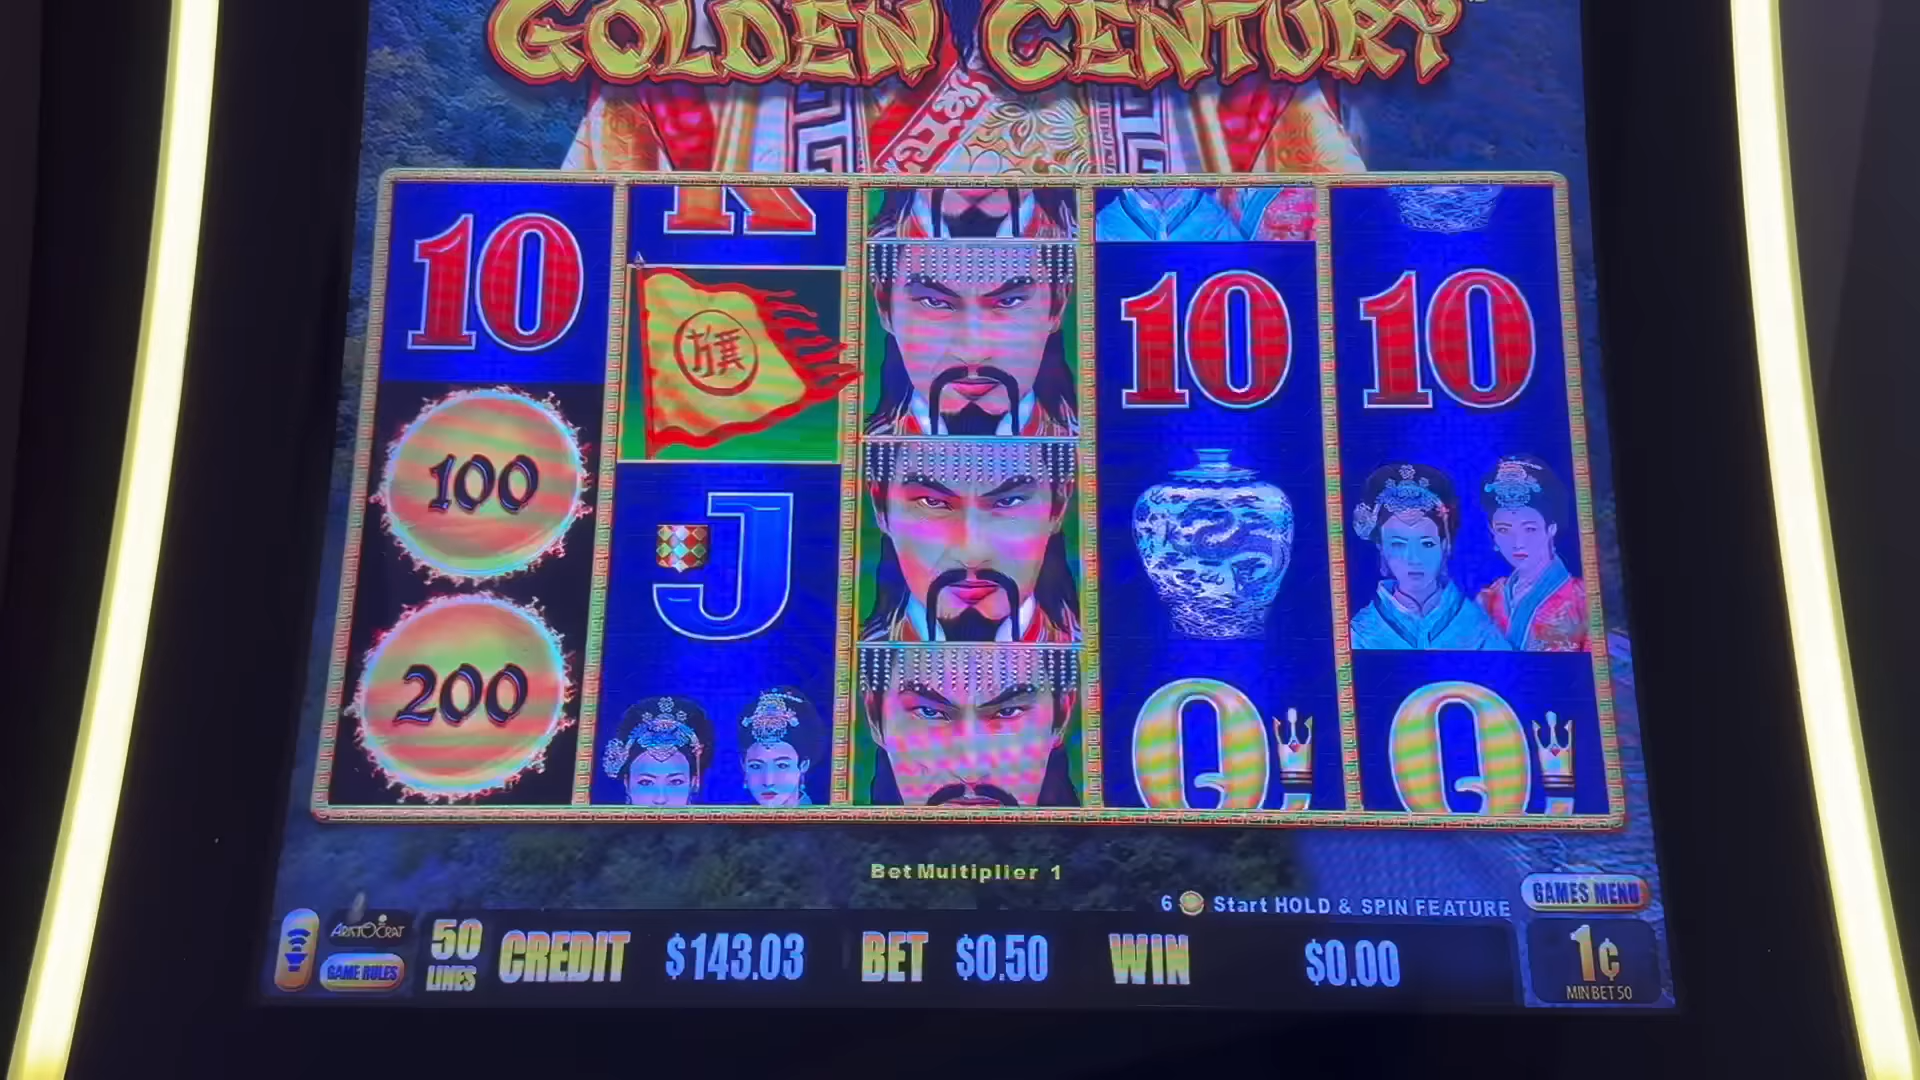 GOLDEN CENTURY
K
10
旗
10
10
100
J
200
Q
Q
Bet Multiplier 1
6 Start HOLD & SPIN FEATURE
GAMES MENU
ARISTOCRAT
GAME RULES
50 LINES
CREDIT $143.03
BET $0.50
WIN $0.00
1¢
MIN BET 50